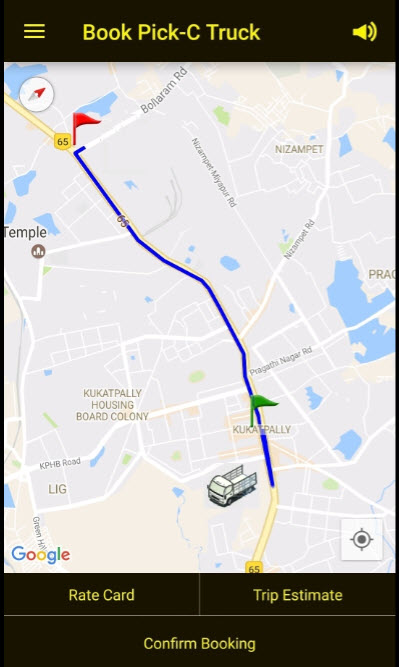 Book Pick-C Truck
Bollaram Rd
65
NIZAMPET
Nizampet Miyapur Rd
Nizampet Rd
65
Temple
PRAG
Pragathi Nagar Rd
KUKATPALLY
HOUSING
BOARD COLONY
KUKATPALLY
KPHB Road
LIG
Green Hil
Google
65
Rate Card
Trip Estimate
Confirm Booking